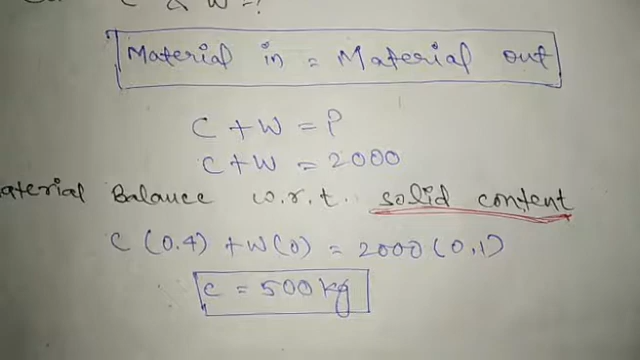 C & W = ?
Material in = Material out
C + W = P
C + W = 2000
aterial Balance w.r.t. solid content
C (0.4) + W (0) = 2000 (0.1)
C = 500 kg